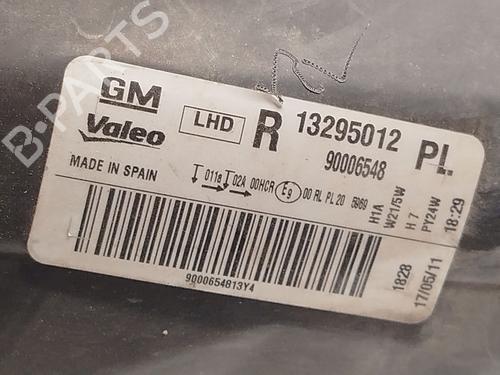 B-PARTS
GM
Valeo
LHD
R 13295012 PL
90006548
MADE IN SPAIN
011a 02A 00HCR E9 00 RL PL 20 5869
H1A
W21/5W
H 7
PY24W
18:29
1828
17/05/11
9000654813Y4